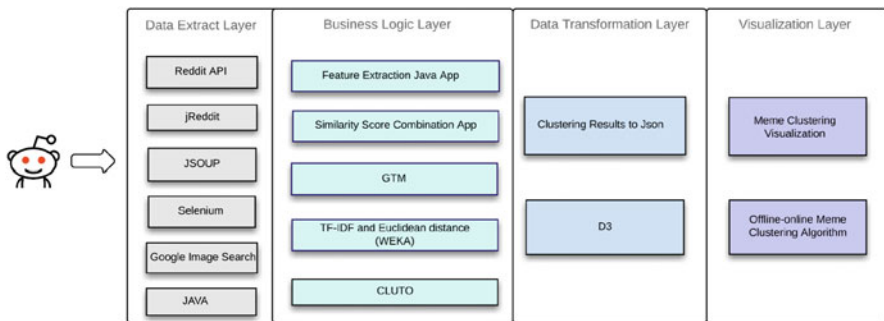 Data Extract Layer
Reddit API
jReddit
JSOUP
Selenium
Google Image Search
JAVA
Business Logic Layer
Feature Extraction Java App
Similarity Score Combination App
GTM
TF-IDF and Euclidean distance
(WEKA)
CLUTO
Data Transformation Layer
Clustering Results to Json
D3
Visualization Layer
Meme Clustering
Visualization
Offline-online Meme
Clustering Algorithm